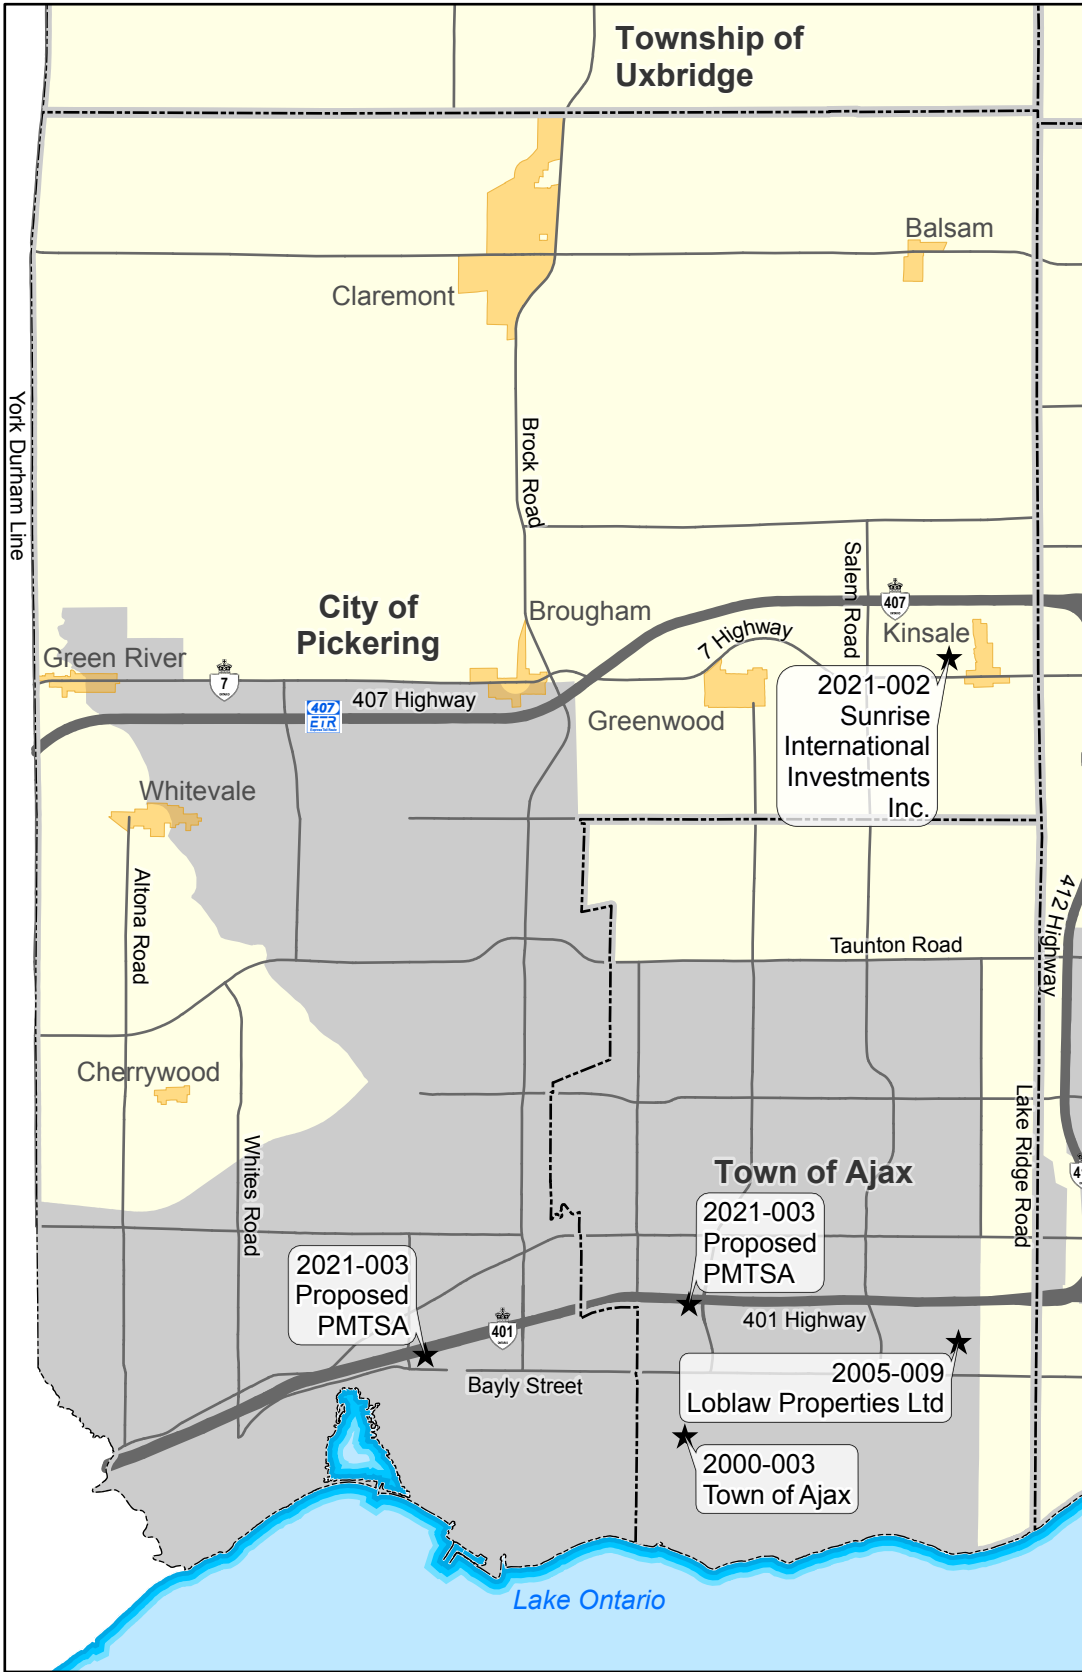 Township of
Uxbridge
Balsam
Claremont
York Durham Line
Brock Road
Salem Road
407
City of
Pickering
Brougham
7 Highway
Kinsale
Green River
7
407 Highway
407
ETR
Greenwood
2021-002
Sunrise
International
Investments
Inc.
Whitevale
Altona Road
412 Highway
Taunton Road
Cherrywood
Lake Ridge Road
Whites Road
Town of Ajax
2021-003
Proposed
PMTSA
2021-003
Proposed
PMTSA
401
401 Highway
2005-009
Loblaw Properties Ltd
Bayly Street
2000-003
Town of Ajax
Lake Ontario